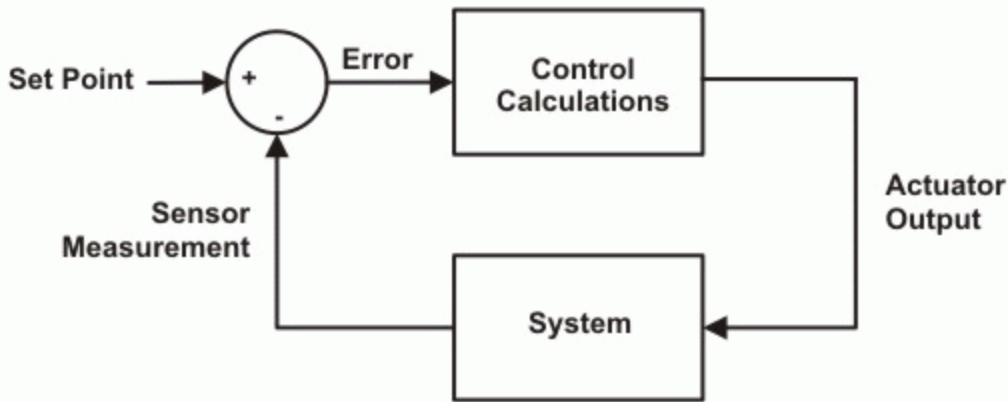 Set Point
+
-
Error
Control
Calculations
Actuator
Output
System
Sensor
Measurement